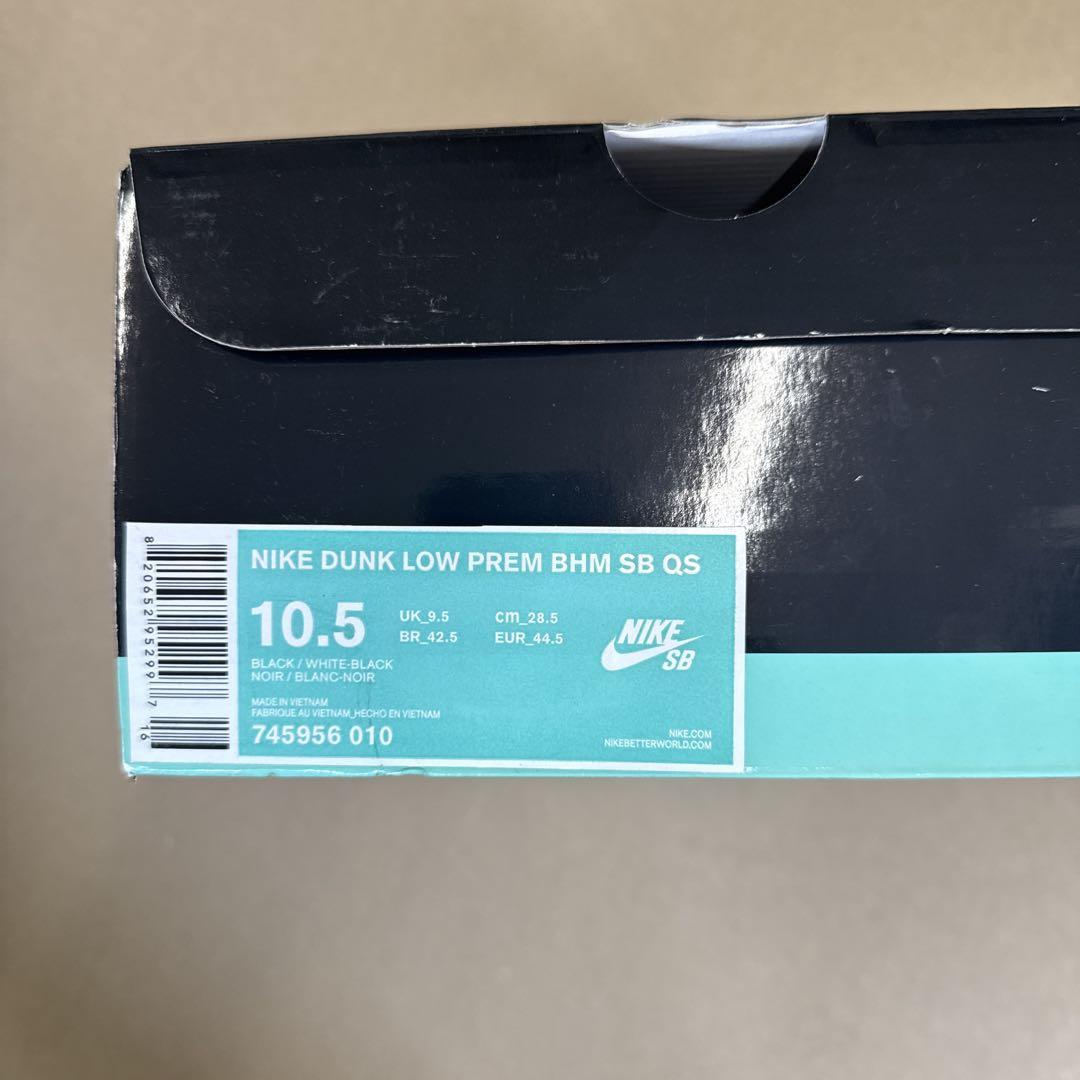 NIKE DUNK LOW PREM BHM SB QS
10.5
UK_9.5 cm_28.5
BR_42.5 EUR_44.5
BLACK / WHITE-BLACK
NOIR / BLANC-NOIR
NIKE
SB
MADE IN VIETNAM
FABRIQUE AU VIETNAM_HECHO EN VIETNAM
745956 010
NIKE.COM
NIKEBETTERWORLD.COM
8 20652 95299 7 16